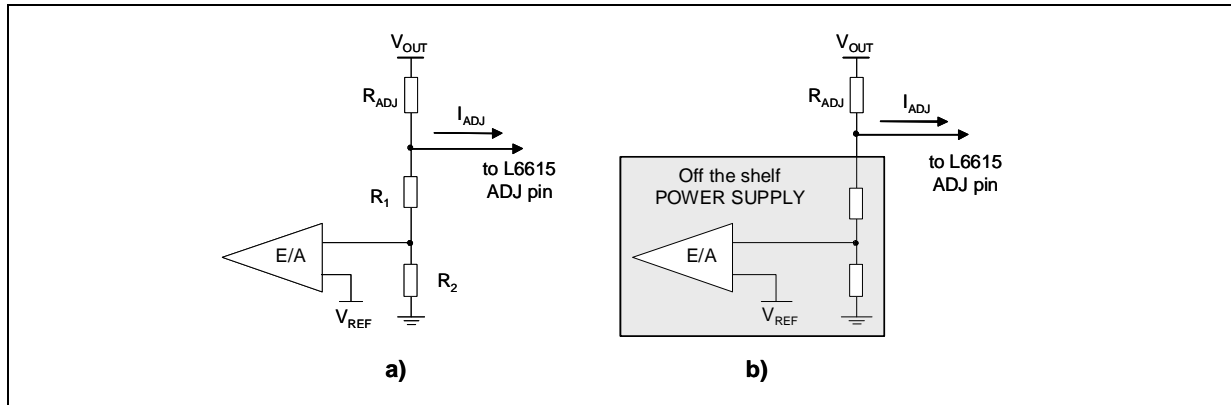 V_OUT
R_ADJ
I_ADJ
to L6615
ADJ pin
R_1
E/A
R_2
V_REF
a)
V_OUT
R_ADJ
I_ADJ
to L6615
ADJ pin
Off the shelf
POWER SUPPLY
E/A
V_REF
b)